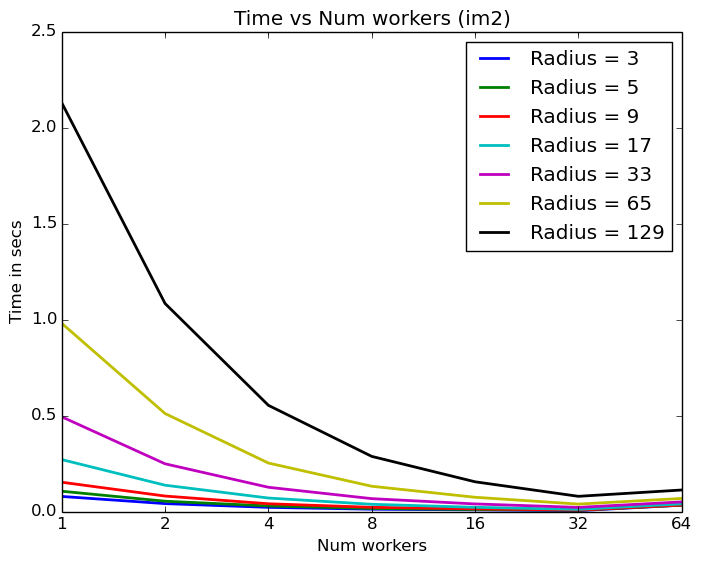 Time vs Num workers (im2)
2.5
2.0
1.5
1.0
0.5
0.0
Time in secs
Radius = 3
Radius = 5
Radius = 9
Radius = 17
Radius = 33
Radius = 65
Radius = 129
1 2 4 8 16 32 64
Num workers